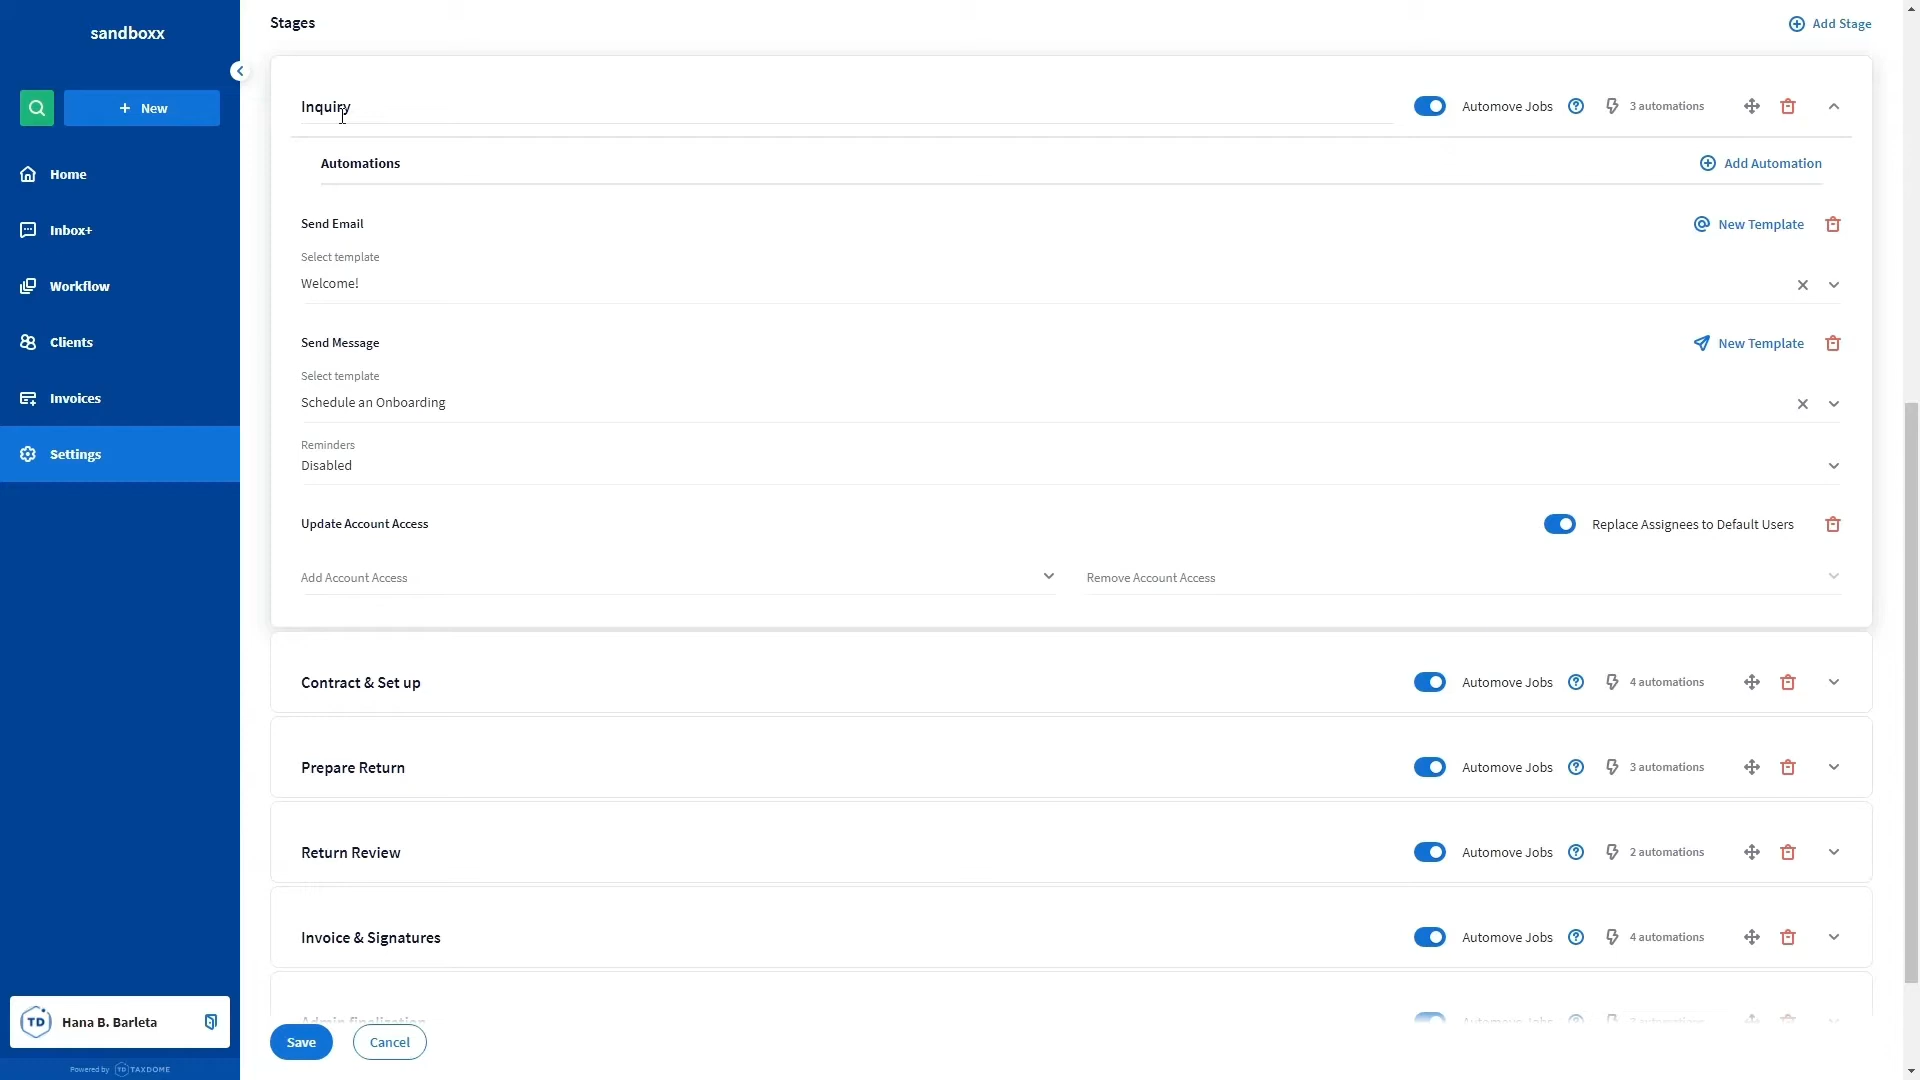 sandboxx
New
Home
Inbox+
Workflow
Clients
Invoices
Settings
Hana B. Barleta
Powered by TAXDOME
Stages
Add Stage
Inquiry
Automove Jobs
3 automations
Automations
Add Automation
Send Email
New Template
Select template
Welcome!
Send Message
New Template
Select template
Schedule an Onboarding
Reminders
Disabled
Update Account Access
Replace Assignees to Default Users
Add Account Access
Remove Account Access
Contract & Set up
Automove Jobs
4 automations
Prepare Return
Automove Jobs
3 automations
Return Review
Automove Jobs
2 automations
Invoice & Signatures
Automove Jobs
4 automations
Admin finalization
Automove Jobs
automations
Save
Cancel